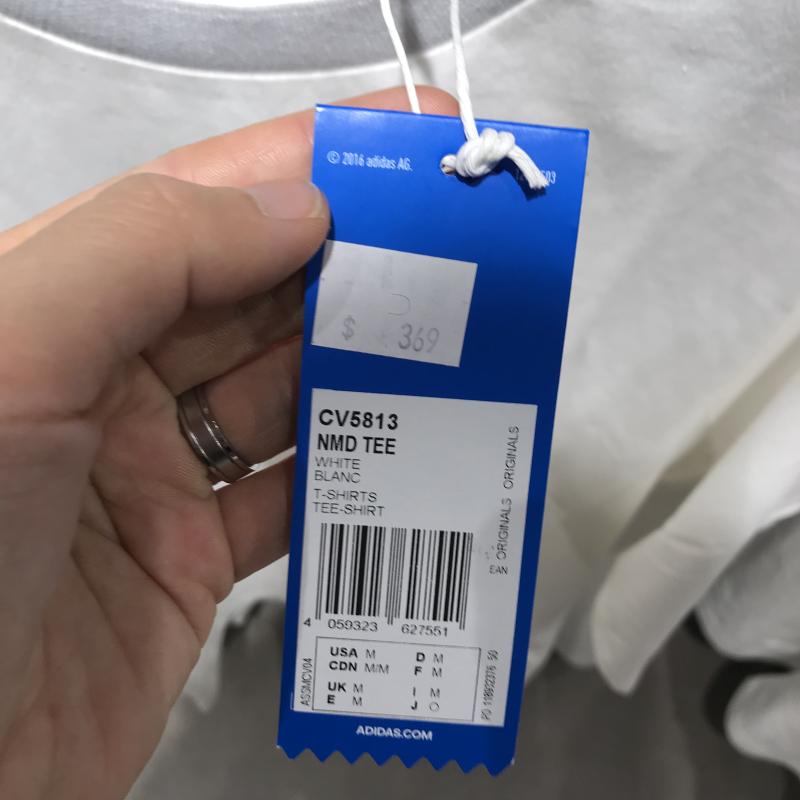 © 2016 adidas AG.
$ 369
CV5813
NMD TEE
WHITE
BLANC
T-SHIRTS
TEE-SHIRT
ORIGINALS ORIGINALS
EAN
4 059323 627551
USA M D M
CDN M/M F M
UK M I M
E M J O
ASSMCV04
ADIDAS.COM